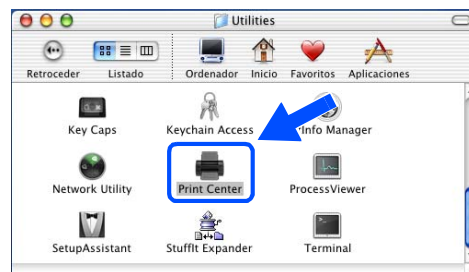 Utilities
Retroceder Listado Ordenador Inicio Favoritos Aplicaciones
Key Caps Keychain Access Info Manager
Network Utility Print Center ProcessViewer
SetupAssistant StuffIt Expander Terminal